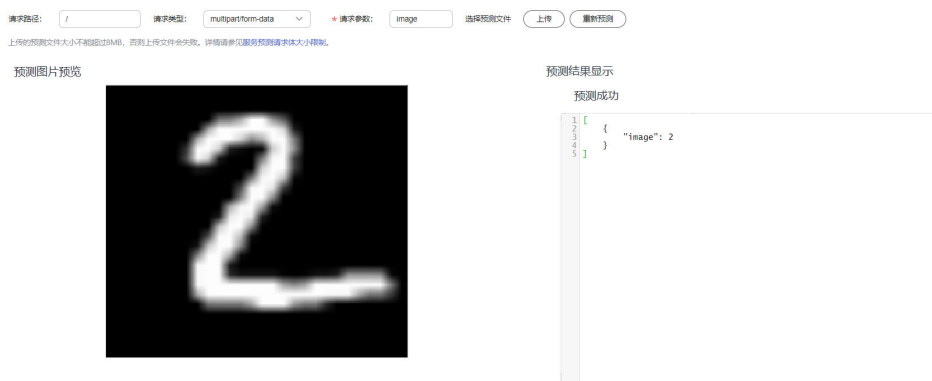 请求路径: / 请求类型: multipart/form-data * 请求参数: image 选择预测文件 上传 重新预测
上传的预测文件大小不能超过8MB，否则上传文件会失败。详情请参见服务预测请求体大小限制。
预测图片预览
2
预测结果显示
预测成功
1 [
2 {
3 "image": 2
4 }
5 ]